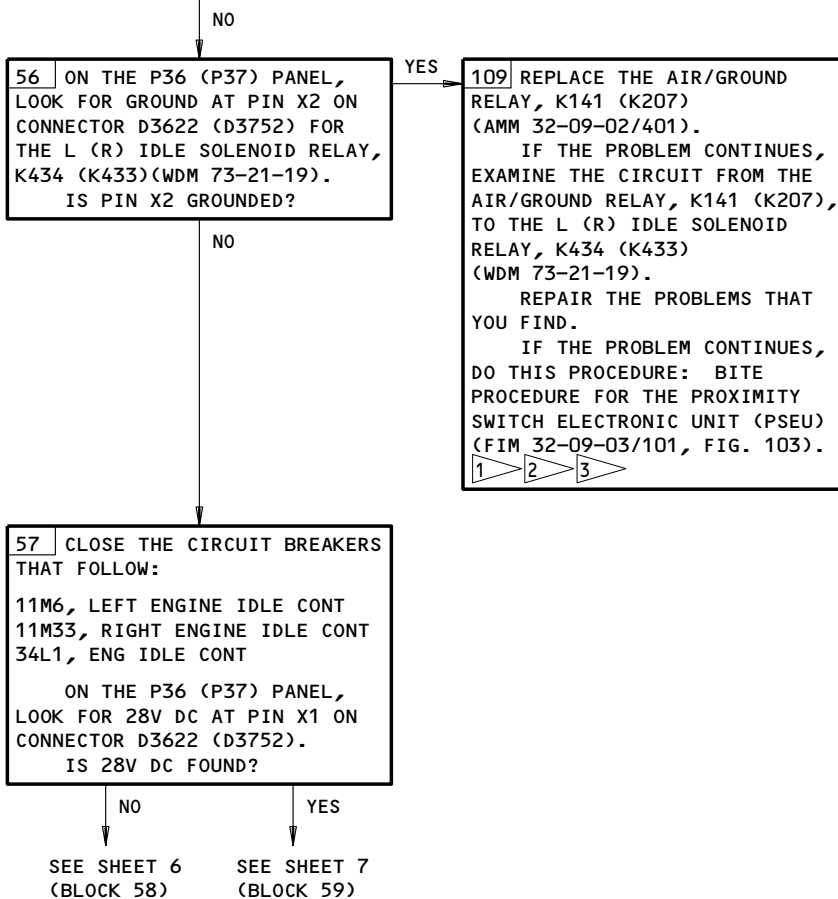 NO
56 ON THE P36 (P37) PANEL,
LOOK FOR GROUND AT PIN X2 ON
CONNECTOR D3622 (D3752) FOR
THE L (R) IDLE SOLENOID RELAY,
K434 (K433)(WDM 73-21-19).
IS PIN X2 GROUNDED?
YES
109 REPLACE THE AIR/GROUND
RELAY, K141 (K207)
(AMM 32-09-02/401).
IF THE PROBLEM CONTINUES,
EXAMINE THE CIRCUIT FROM THE
AIR/GROUND RELAY, K141 (K207),
TO THE L (R) IDLE SOLENOID
RELAY, K434 (K433)
(WDM 73-21-19).
REPAIR THE PROBLEMS THAT
YOU FIND.
IF THE PROBLEM CONTINUES,
DO THIS PROCEDURE: BITE
PROCEDURE FOR THE PROXIMITY
SWITCH ELECTRONIC UNIT (PSEU)
(FIM 32-09-03/101, FIG. 103).
1 2 3
NO
57 CLOSE THE CIRCUIT BREAKERS
THAT FOLLOW:
11M6, LEFT ENGINE IDLE CONT
11M33, RIGHT ENGINE IDLE CONT
34L1, ENG IDLE CONT
ON THE P36 (P37) PANEL,
LOOK FOR 28V DC AT PIN X1 ON
CONNECTOR D3622 (D3752).
IS 28V DC FOUND?
NO
YES
SEE SHEET 6
(BLOCK 58)
SEE SHEET 7
(BLOCK 59)